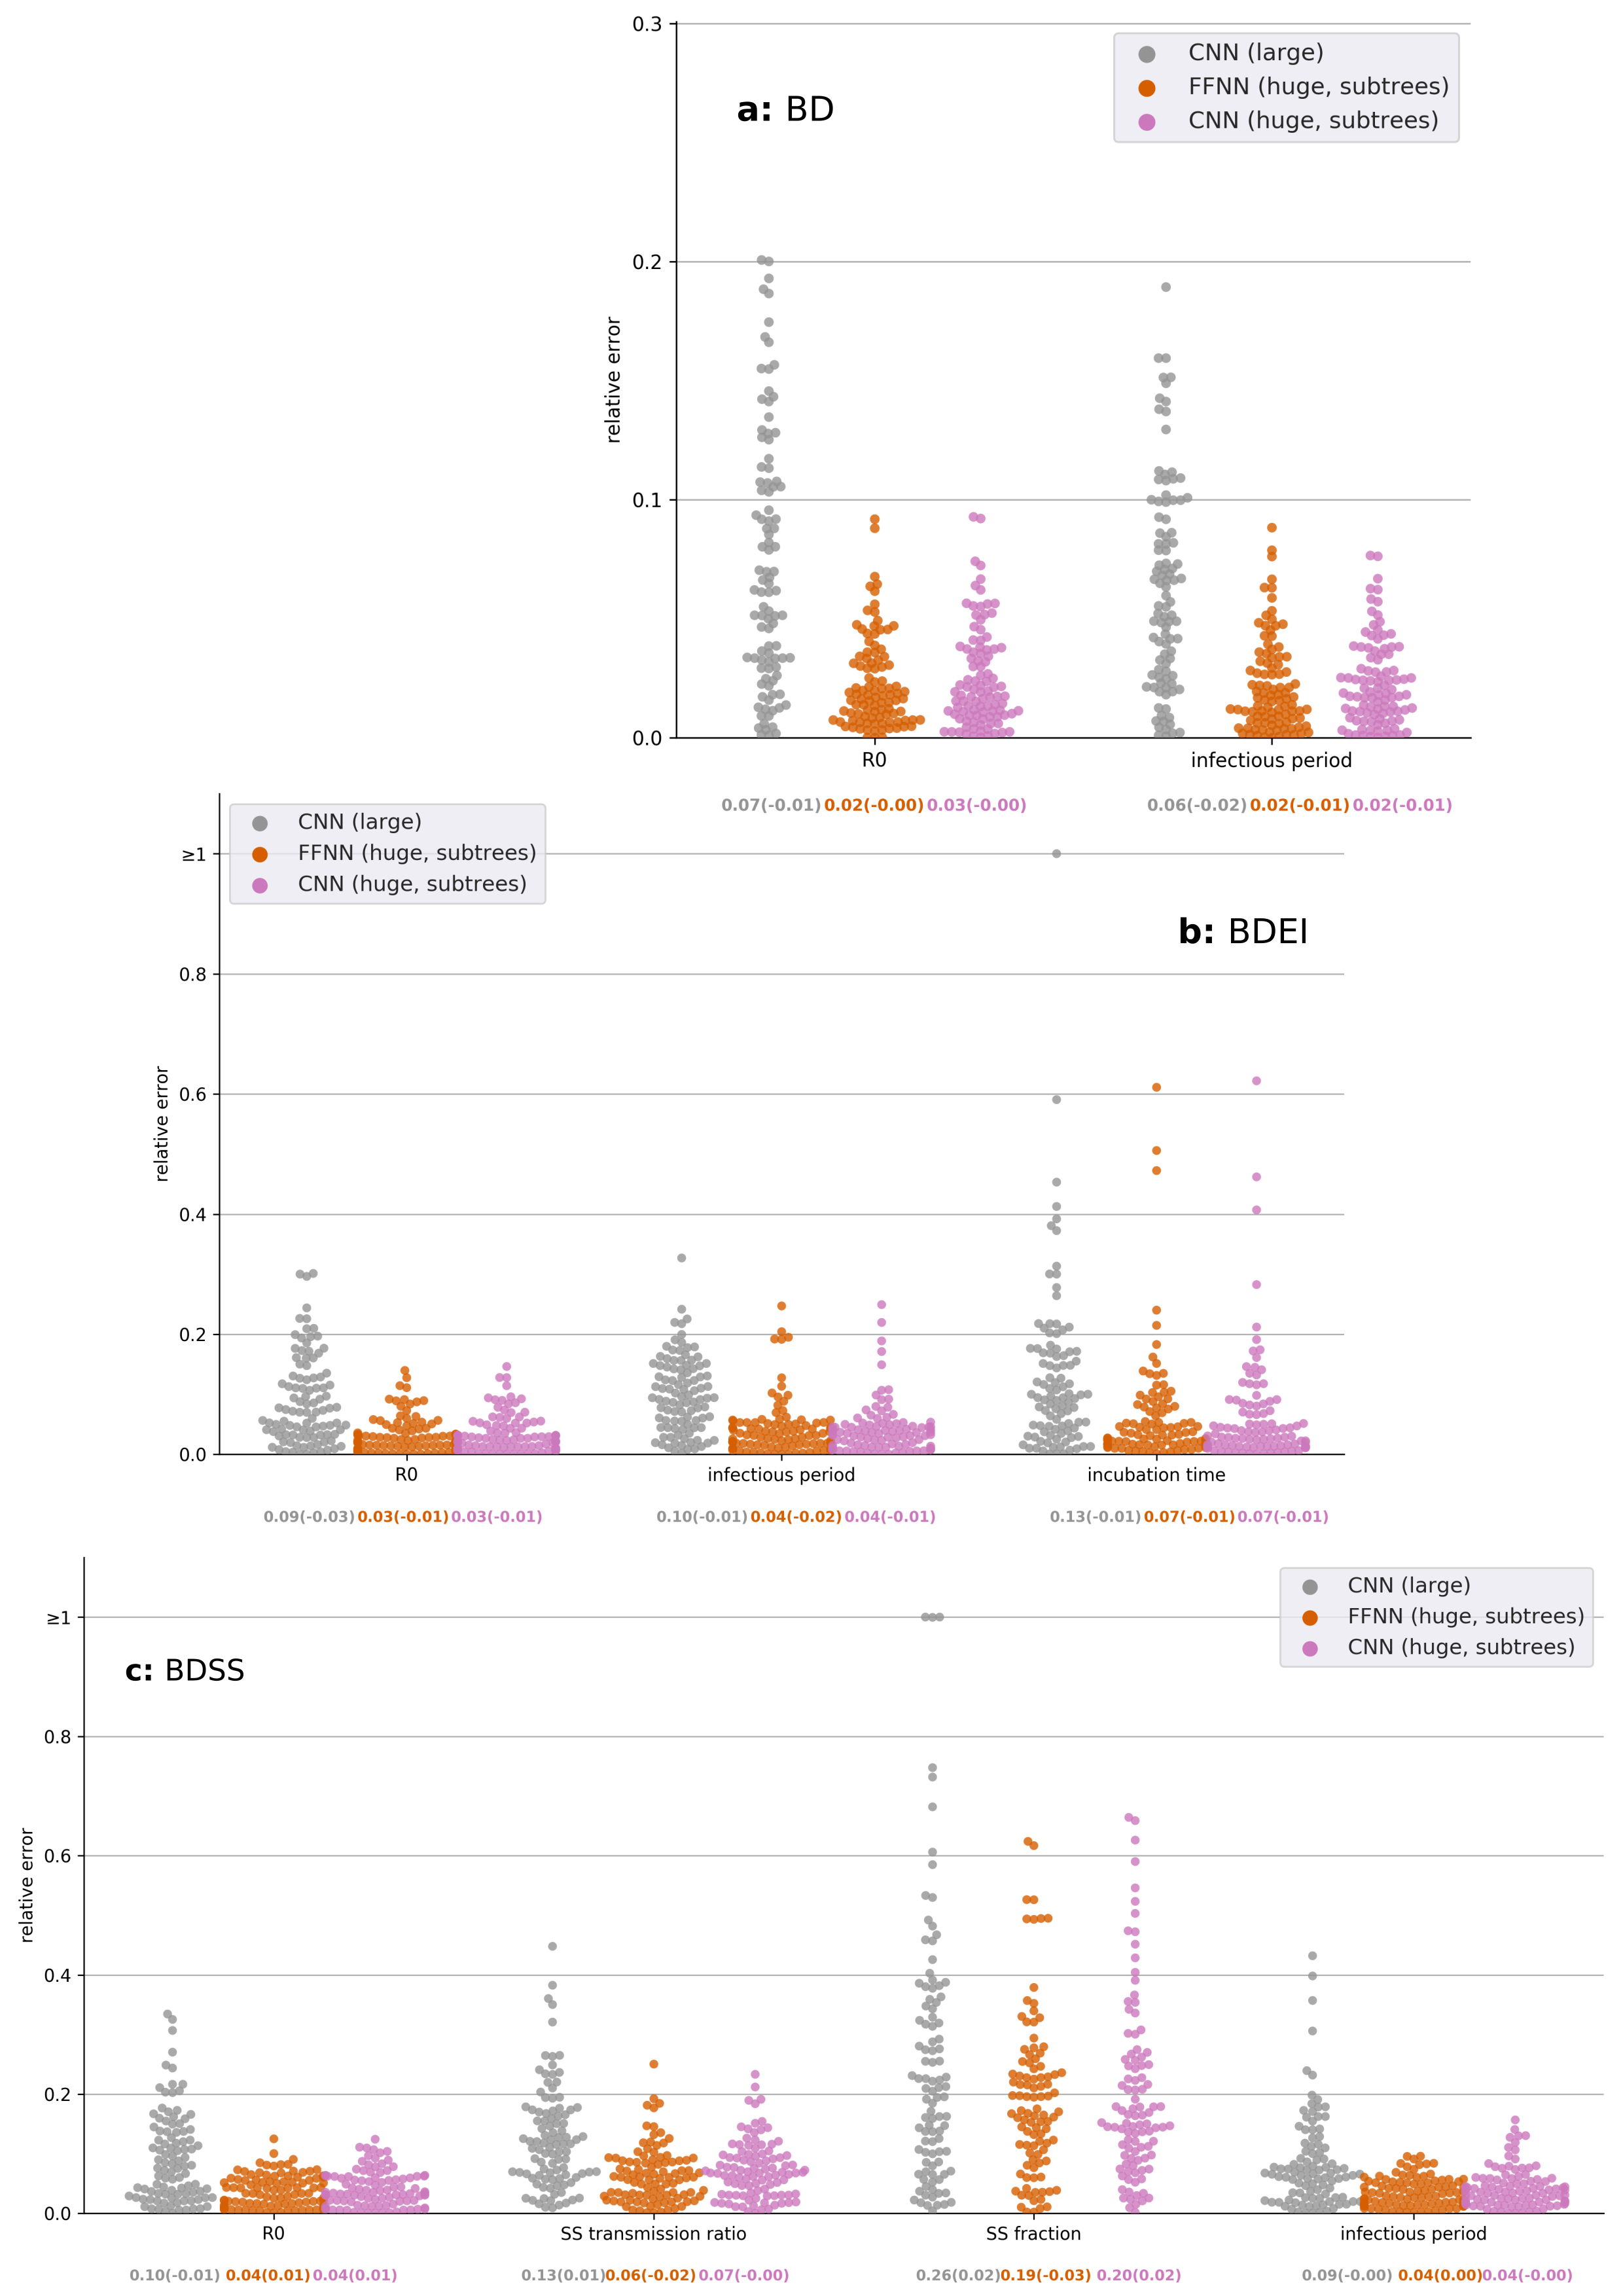 0.3
CNN (large)
FFNN (huge, subtrees)
CNN (huge, subtrees)
a: BD
0.2
relative error
0.1
0.0
R0 infectious period
0.07(-0.01) 0.02(-0.00) 0.03(-0.00) 0.06(-0.02) 0.02(-0.01) 0.02(-0.01)
CNN (large)
≥1 FFNN (huge, subtrees)
CNN (huge, subtrees)
b: BDEI
0.8
0.6
relative error
0.4
0.2
0.0
R0 infectious period incubation time
0.09(-0.03) 0.03(-0.01) 0.03(-0.01) 0.10(-0.01) 0.04(-0.02) 0.04(-0.01) 0.13(-0.01) 0.07(-0.01) 0.07(-0.01)
CNN (large)
≥1 FFNN (huge, subtrees)
CNN (huge, subtrees)
c: BDSS
0.8
0.6
relative error
0.4
0.2
0.0
R0 SS transmission ratio SS fraction infectious period
0.10(-0.01) 0.04(0.01) 0.04(0.01) 0.13(0.01) 0.06(-0.02) 0.07(-0.00) 0.26(0.02) 0.19(-0.03) 0.20(0.02) 0.09(-0.00) 0.04(0.00) 0.04(-0.00)